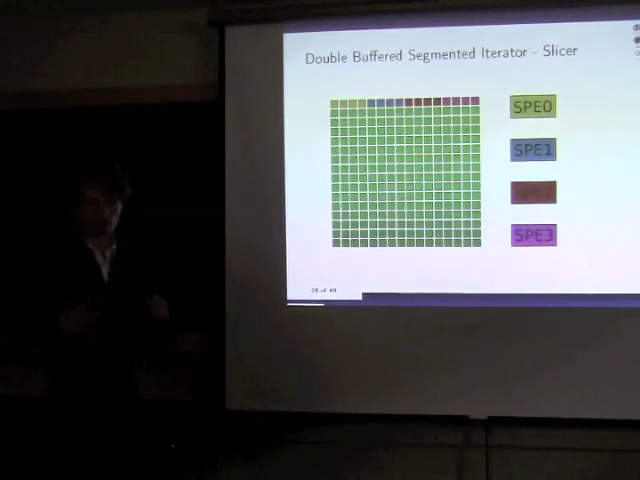 Double Buffered Segmented Iterator - Slicer
SPE0
SPE1
SPE3